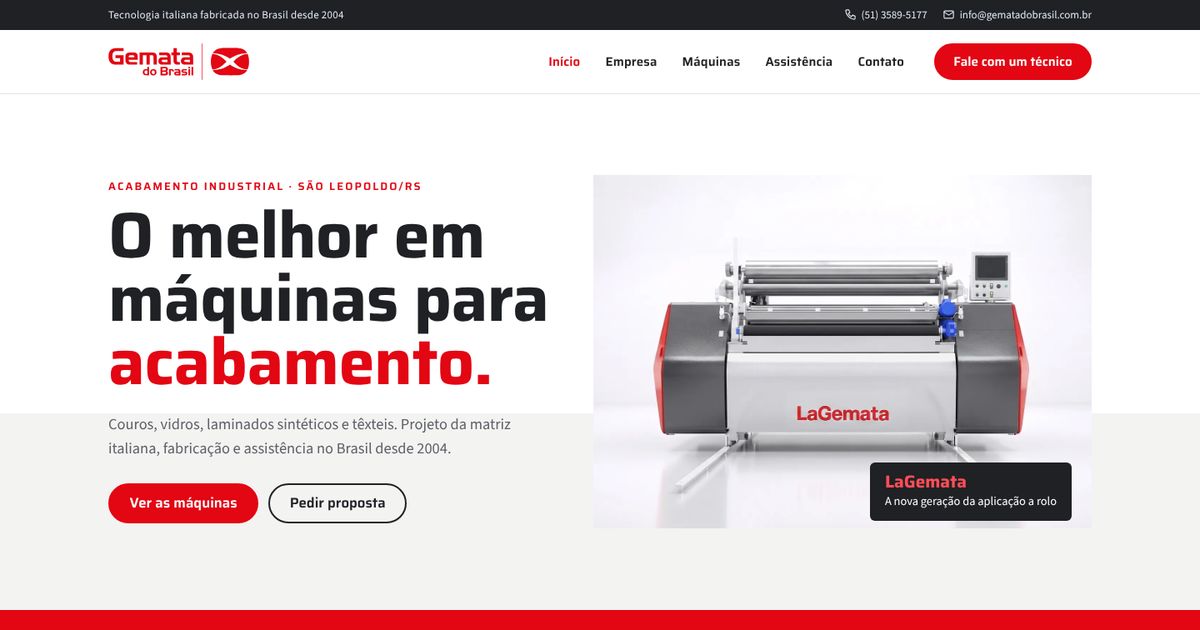 Tecnologia italiana fabricada no Brasil desde 2004
(51) 3589-5177
info@gematadobrasil.com.br
Gemata
do Brasil
Início
Empresa
Máquinas
Assistência
Contato
Fale com um técnico
ACABAMENTO INDUSTRIAL · SÃO LEOPOLDO/RS
O melhor em
máquinas para
acabamento.
Couros, vidros, laminados sintéticos e têxteis. Projeto da matriz
italiana, fabricação e assistência no Brasil desde 2004.
Ver as máquinas
Pedir proposta
LaGemata
LaGemata
A nova geração da aplicação a rolo